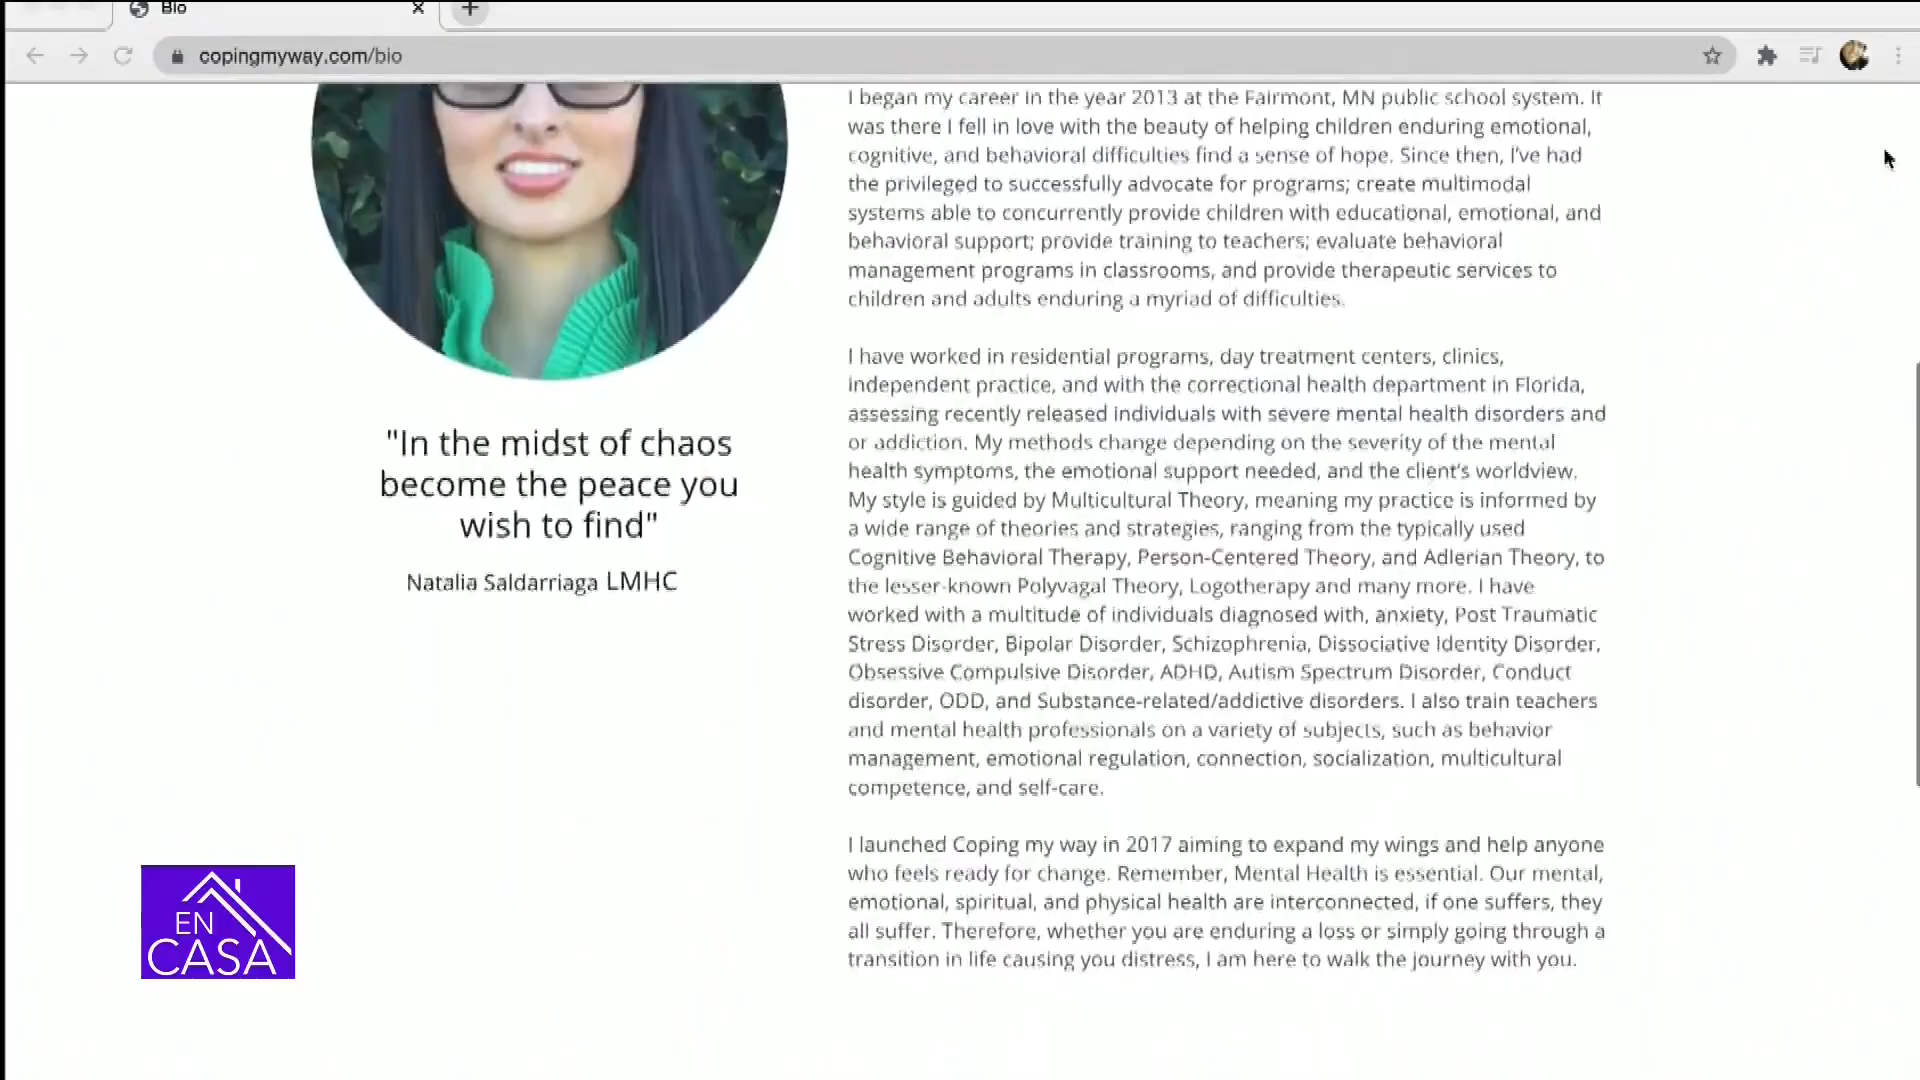 Bio
copingmyway.com/bio
I began my career in the year 2013 at the Fairmont, MN public school system. It
was there I fell in love with the beauty of helping children enduring emotional,
cognitive, and behavioral difficulties find a sense of hope. Since then, I've had
the privileged to successfully advocate for programs; create multimodal
systems able to concurrently provide children with educational, emotional, and
behavioral support; provide training to teachers; evaluate behavioral
management programs in classrooms, and provide therapeutic services to
children and adults enduring a myriad of difficulties.
I have worked in residential programs, day treatment centers, clinics,
independent practice, and with the correctional health department in Florida,
assessing recently released individuals with severe mental health disorders and
or addiction. My methods change depending on the severity of the mental
health symptoms, the emotional support needed, and the client's worldview.
My style is guided by Multicultural Theory, meaning my practice is informed by
a wide range of theories and strategies, ranging from the typically used
Cognitive Behavioral Therapy, Person-Centered Theory, and Adlerian Theory, to
the lesser-known Polyvagal Theory, Logotherapy and many more. I have
worked with a multitude of individuals diagnosed with, anxiety, Post Traumatic
Stress Disorder, Bipolar Disorder, Schizophrenia, Dissociative Identity Disorder,
Obsessive Compulsive Disorder, ADHD, Autism Spectrum Disorder, Conduct
disorder, ODD, and Substance-related/addictive disorders. I also train teachers
and mental health professionals on a variety of subjects, such as behavior
management, emotional regulation, connection, socialization, multicultural
competence, and self-care.
I launched Coping my way in 2017 aiming to expand my wings and help anyone
who feels ready for change. Remember, Mental Health is essential. Our mental,
emotional, spiritual, and physical health are interconnected, if one suffers, they
all suffer. Therefore, whether you are enduring a loss or simply going through a
transition in life causing you distress, I am here to walk the journey with you.
"In the midst of chaos
become the peace you
wish to find"
Natalia Saldarriaga LMHC
EN
CASA